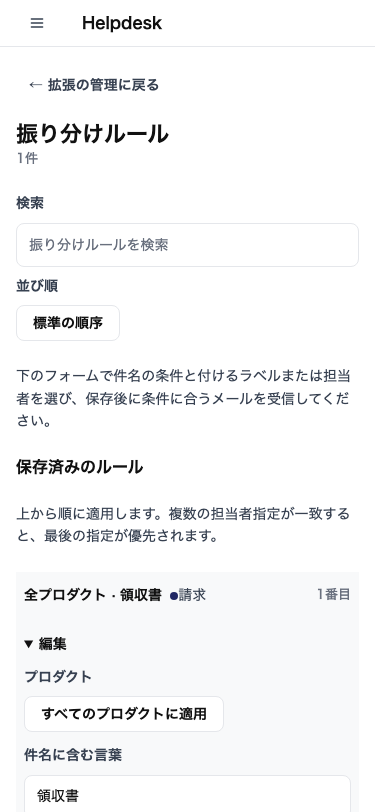 Helpdesk
← 拡張の管理に戻る
振り分けルール
1件
検索
振り分けルールを検索
並び順
標準の順序
下のフォームで件名の条件と付けるラベルまたは担当
者を選び、保存後に条件に合うメールを受信してくだ
さい。
保存済みのルール
上から順に適用します。複数の担当者指定が一致する
と、最後の指定が優先されます。
全プロダクト · 領収書 ●請求 1番目
▼ 編集
プロダクト
すべてのプロダクトに適用
件名に含む言葉
領収書